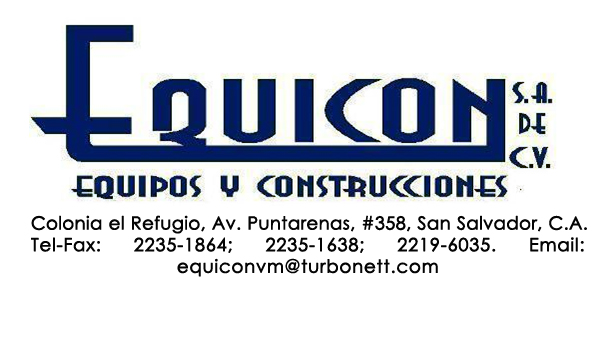 EQUICON S.A. DE C.V.
EQUIPOS Y CONSTRUCCIONES
Colonia el Refugio, Av. Puntarenas, #358, San Salvador, C.A.
Tel-Fax: 2235-1864; 2235-1638; 2219-6035. Email:
equiconvm@turbonett.com